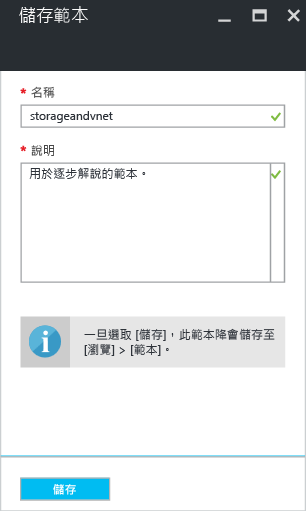 儲存範本
* 名稱
storageandvnet
* 說明
用於逐步解說的範本。
一旦選取 [儲存]，此範本降會儲存至
[瀏覽] > [範本]。
儲存